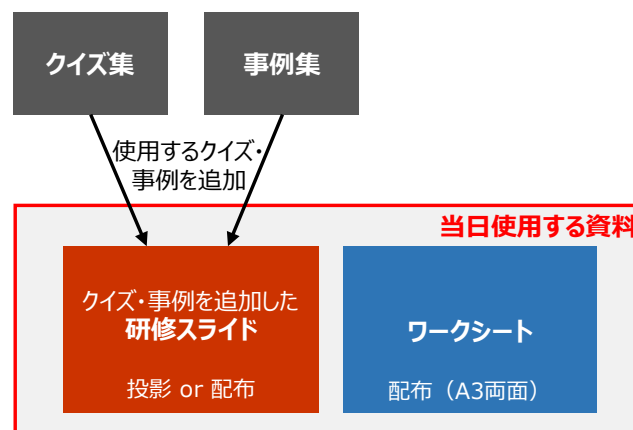 クイズ集
事例集
使用するクイズ・
事例を追加
当日使用する資料
クイズ・事例を追加した
研修スライド
投影 or 配布
ワークシート
配布（A3両面）